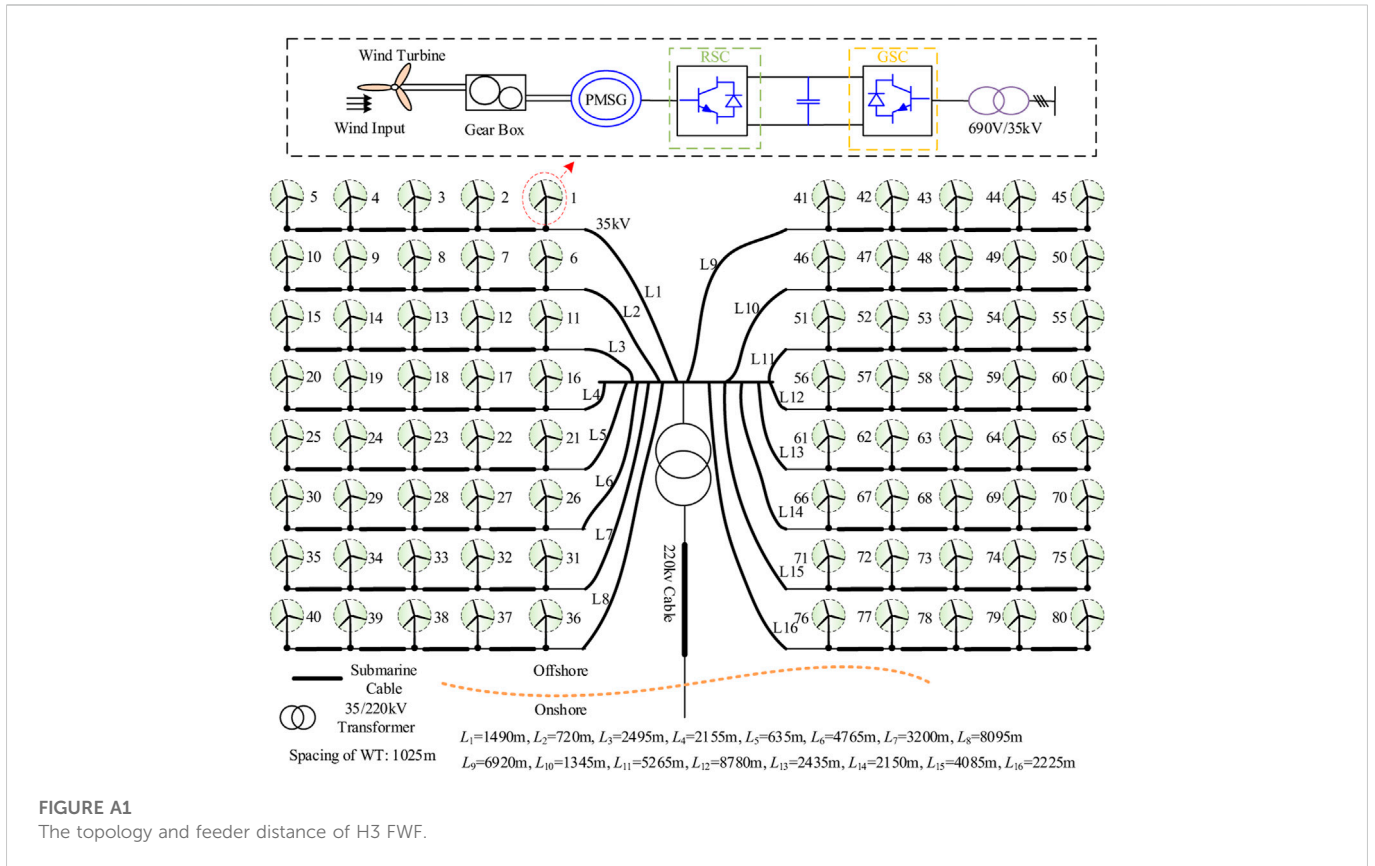 Wind Turbine
RSC
GSC
PMSG
Wind Input
Gear Box
690V/35kV
5 4 3 2 1
41 42 43 44 45
35kV
10 9 8 7 6
L9
46 47 48 49 50
L1
L2
L10
15 14 13 12 11
51 52 53 54 55
L3
L11
20 19 18 17 16
56 57 58 59 60
L4
L12
25 24 23 22 21
L5
61 62 63 64 65
L13
30 29 28 27 26
L6
66 67 68 69 70
L14
35 34 33 32 31
L7
71 72 73 74 75
L15
220kv Cable
40 39 38 37 36
L8
76 77 78 79 80
L16
Submarine
Cable
Offshore
35/220kV
Transformer
Onshore
Spacing of WT: 1025m
L1=1490m, L2=720m, L3=2495m, L4=2155m, L5=635m, L6=4765m, L7=3200m, L8=8095m
L9=6920m, L10=1345m, L11=5265m, L12=8780m, L13=2435m, L14=2150m, L15=4085m, L16=2225m
FIGURE A1
The topology and feeder distance of H3 FWF.